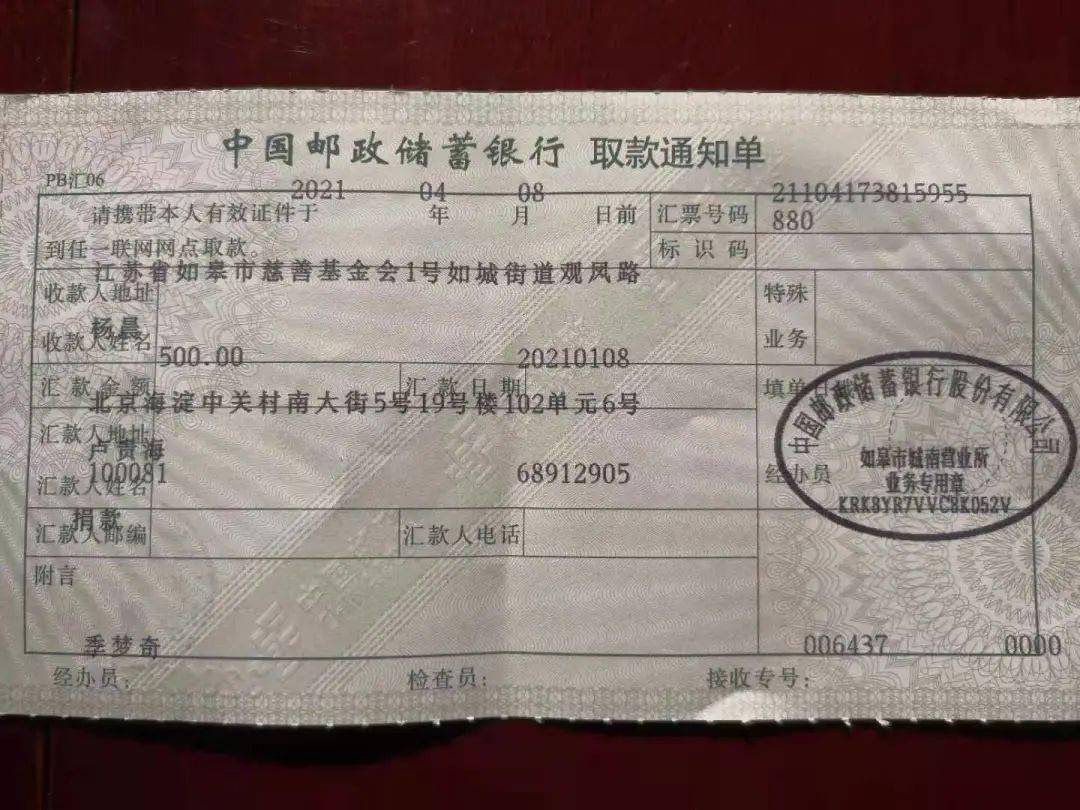 中国邮政储蓄银行 取款通知单
PB汇06
2021 04 08 21104173815955
请携带本人有效证件于 年 月 日前 汇票号码 880
到任一联网网点取款。 标识码
江苏省如皋市慈善基金会1号如城街道观凤路
收款人地址 特殊
杨晨
收款人姓名 业务
500.00 20210108
汇款金额 汇款日期 填单
北京海淀中关村南大街5号19号楼102单元6号
汇款人地址
卢贡海
100081 68912905
汇款人姓名 经办员
捐款
汇款人邮编 汇款人电话
附言
中国邮政储蓄银行股份有限公司
如皋市城南营业所
业务专用章
KRK8YR7VVC8K052V
季梦奇 006437 0000
经办员: 检查员: 接收专号: